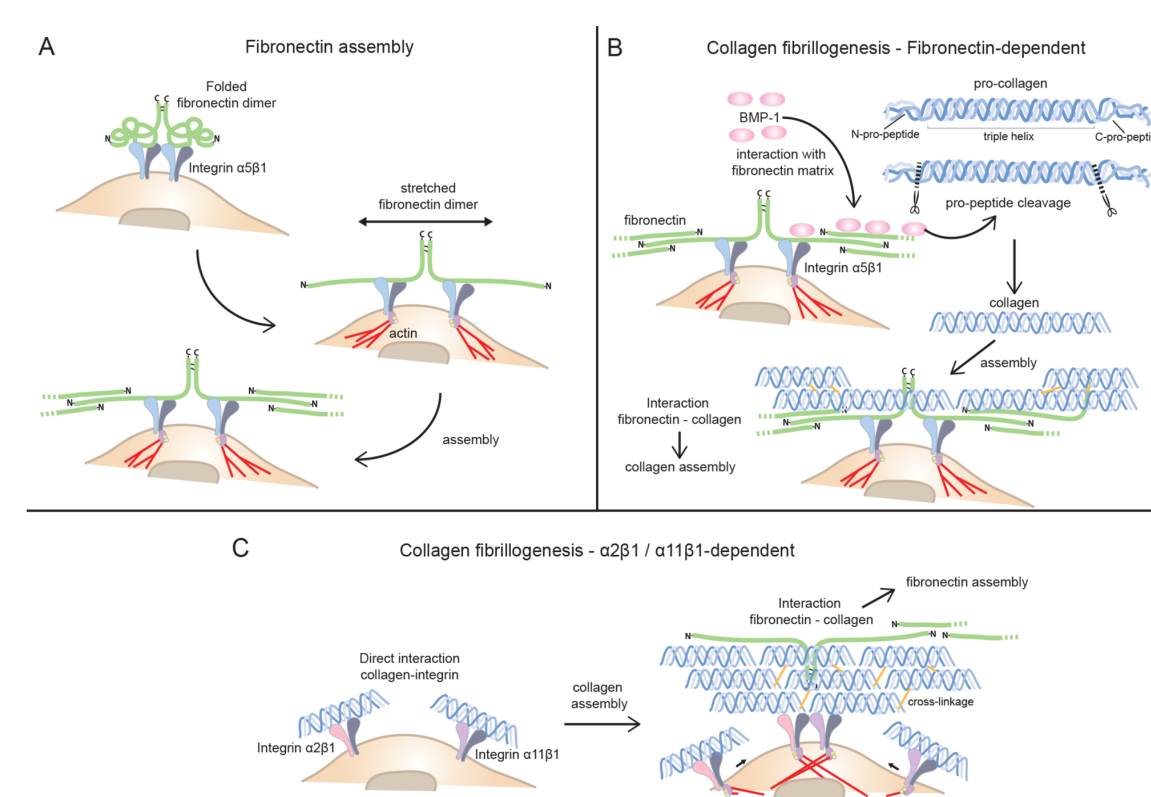 A
Fibronectin assembly
Folded
fibronectin dimer
C C
N
N
Integrin α5β1
stretched
fibronectin dimer
C C
N
N
actin
C C
N
N
assembly
B
Collagen fibrillogenesis - Fibronectin-dependent
pro-collagen
BMP-1
N-pro-peptide
triple helix
C-pro-pepti
interaction with
fibronectin matrix
pro-peptide cleavage
C C
fibronectin
N
N
Integrin α5β1
collagen
assembly
C C
Interaction
fibronectin - collagen
N
N
collagen assembly
C
Collagen fibrillogenesis - α2β1 / α11β1-dependent
fibronectin assembly
Interaction
fibronectin - collagen
N
N
N N
Direct interaction
collagen-integrin
collagen
assembly
cross-linkage
Integrin α2β1
Integrin α11β1